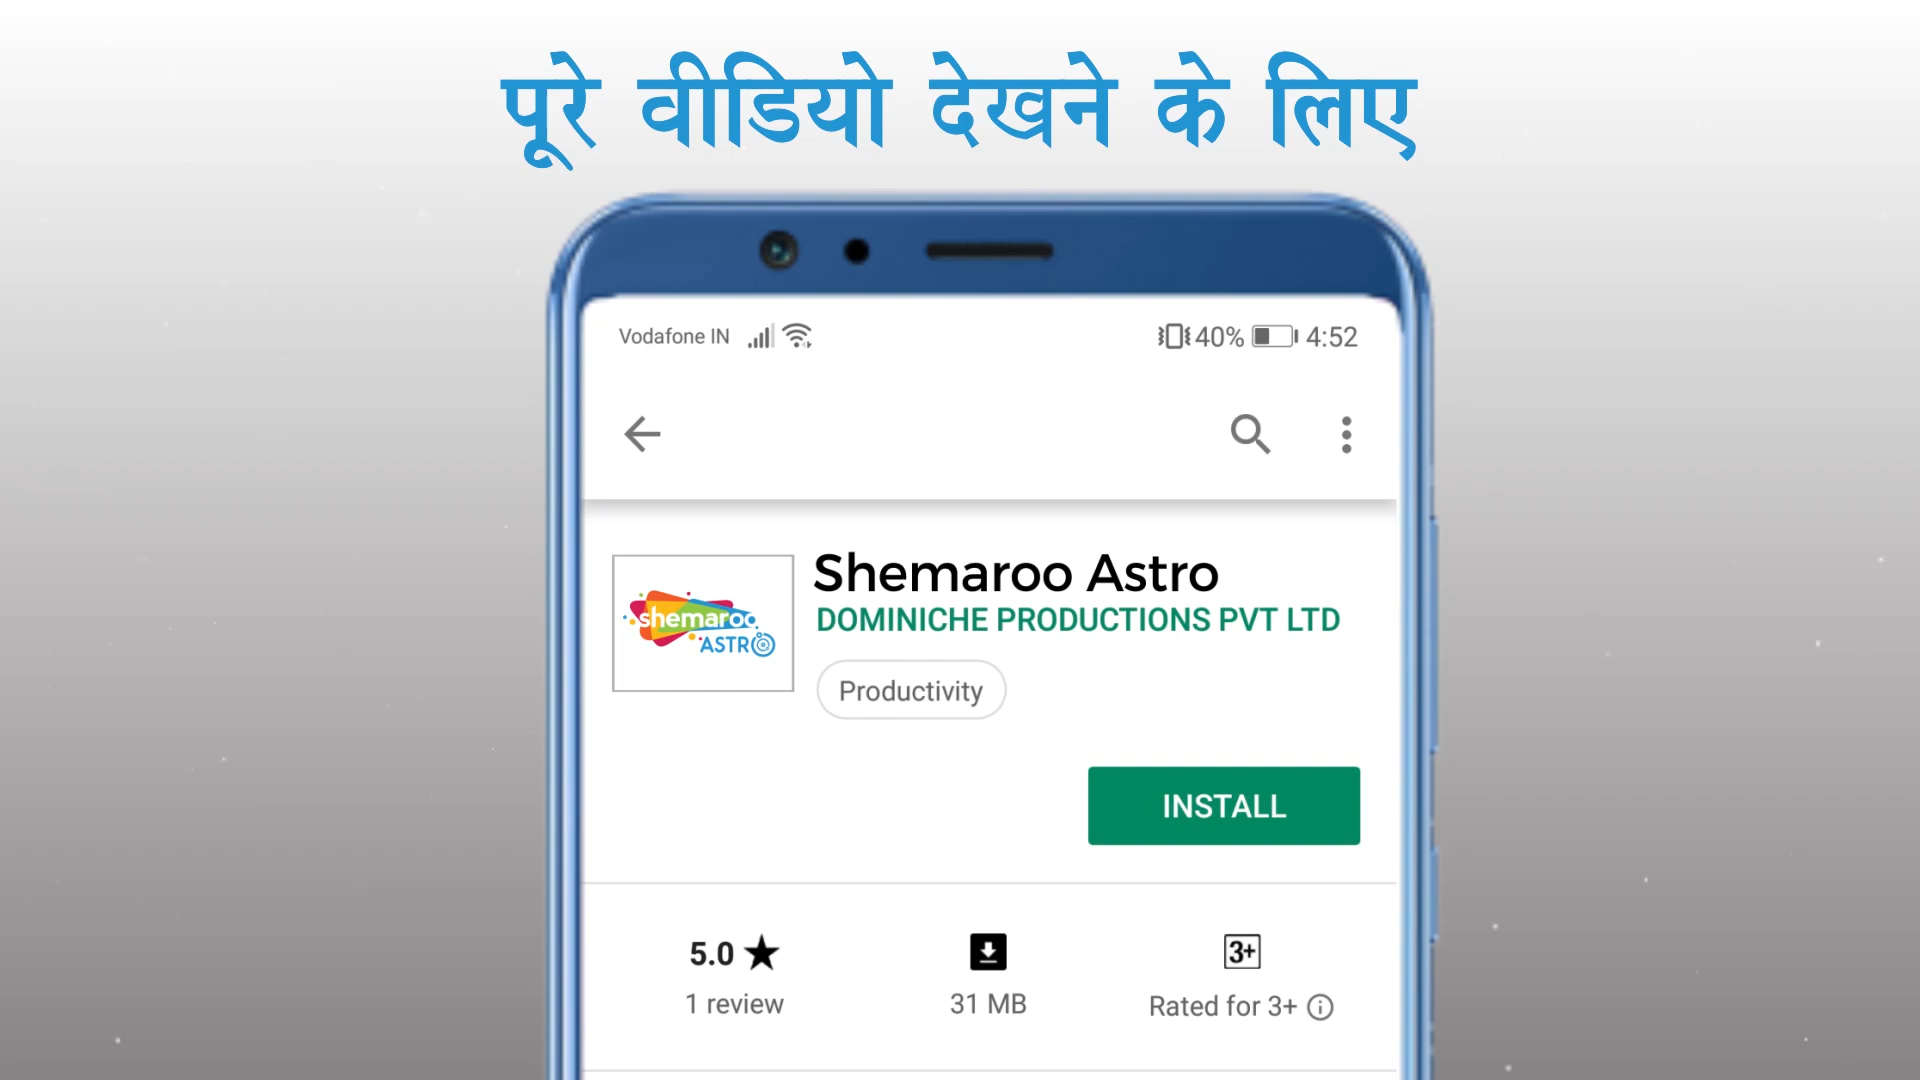 पूरे वीडियो देखने के लिए
Vodafone IN 40% 4:52
shemaroo
ASTRO
Shemaroo Astro
DOMINICHE PRODUCTIONS PVT LTD
Productivity
INSTALL
5.0 3+
1 review 31 MB Rated for 3+